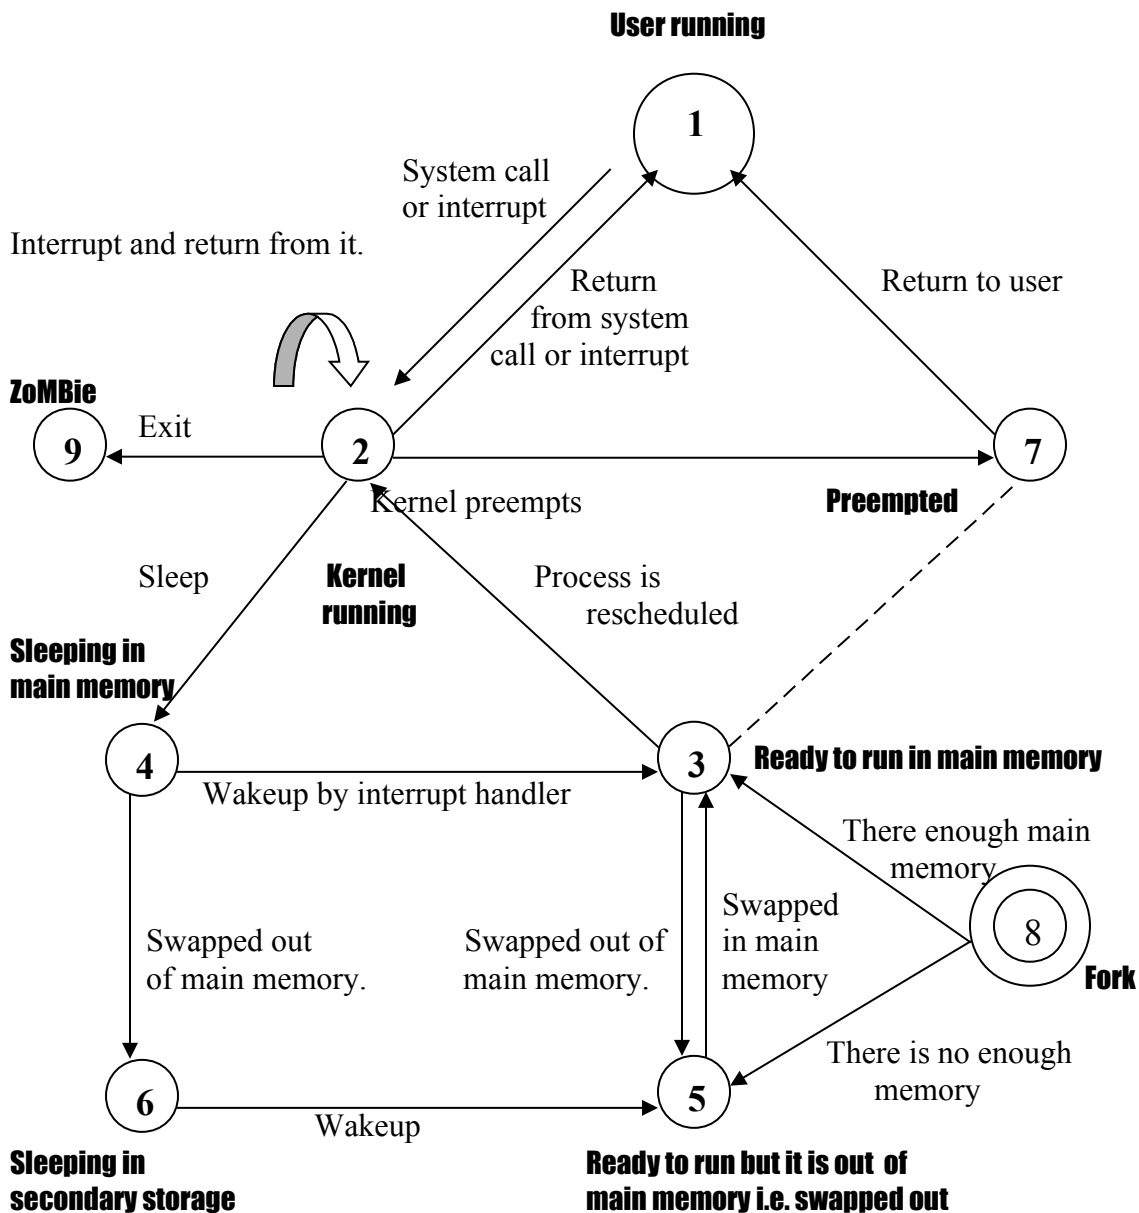 User running
1
System call
or interrupt
Interrupt and return from it.
Return
from system
call or interrupt
Return to user
ZoMBie
Exit
9
2
7
Kernel preempts
Preempted
Sleep
Kernel
running
Process is
rescheduled
Sleeping in
main memory
4
3
Ready to run in main memory
Wakeup by interrupt handler
There enough main
memory
Swapped out
of main memory.
Swapped out of
main memory.
Swapped
in main
memory
8
Fork
There is no enough
memory
6
5
Wakeup
Sleeping in
secondary storage
Ready to run but it is out of
main memory i.e. swapped out